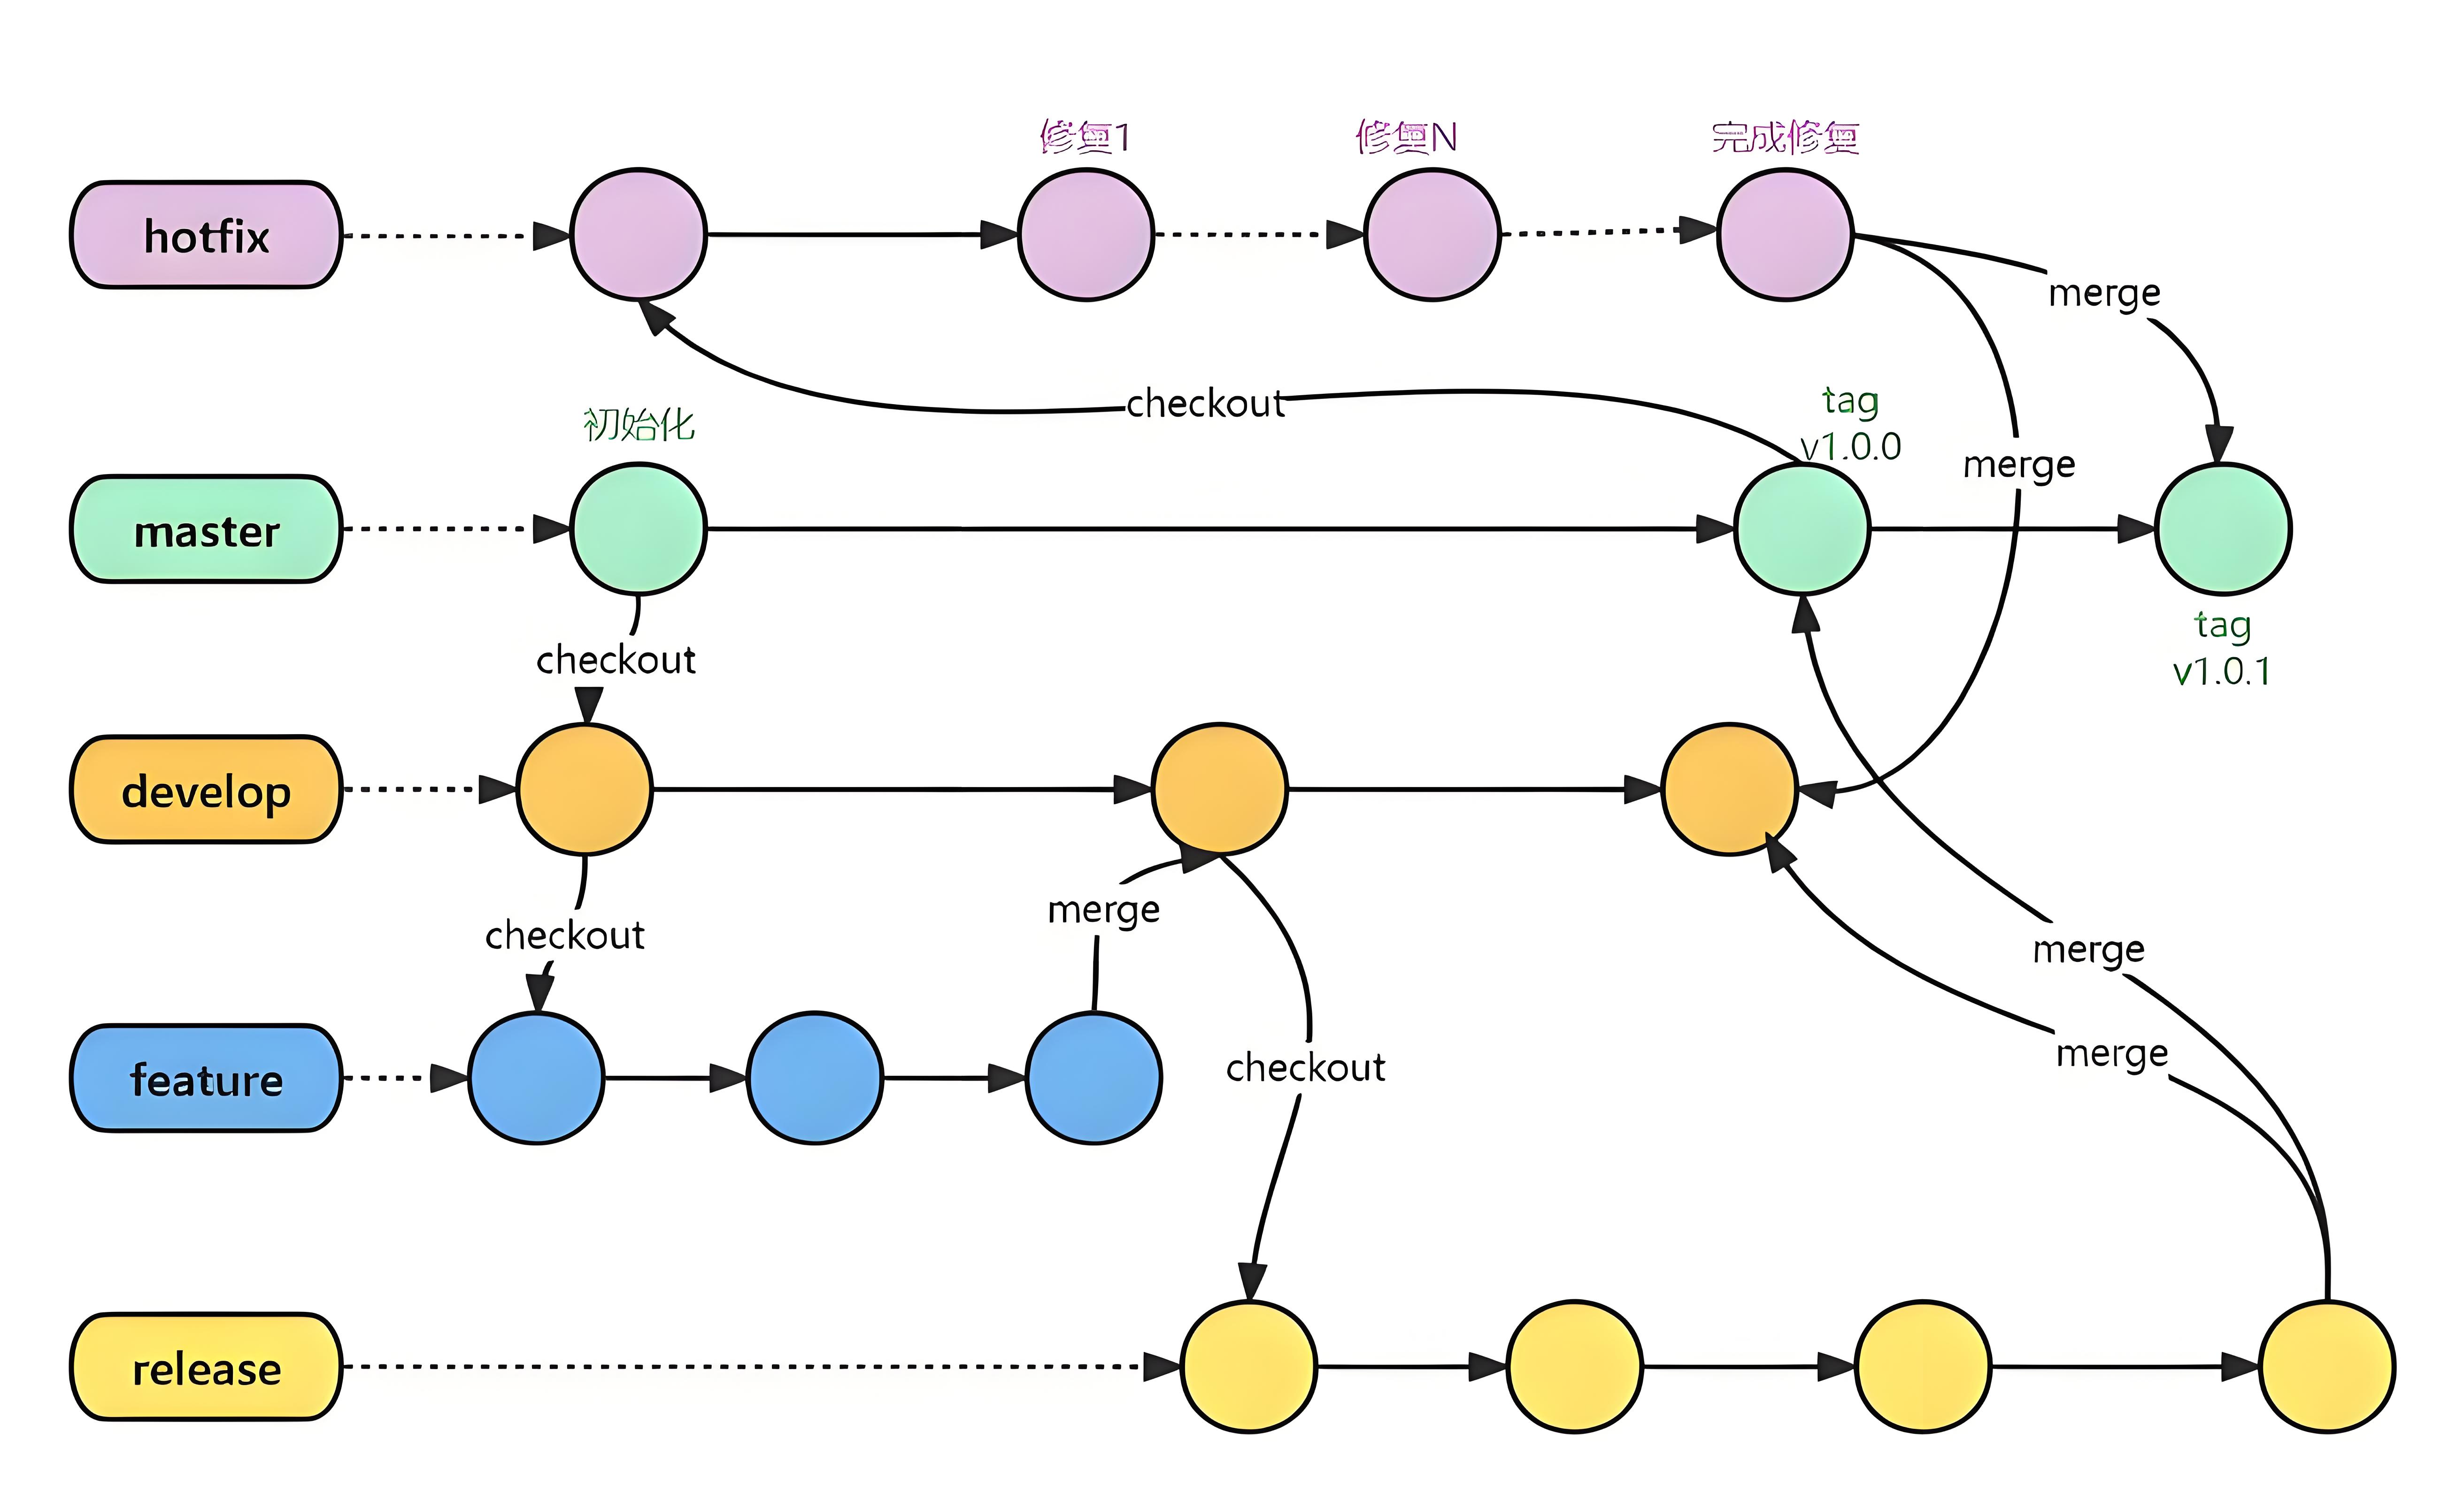 修复1
修复N
完成修复
hotfix
merge
checkout
初始化
tag
v1.0.0
merge
master
tag
v1.0.1
checkout
develop
merge
checkout
merge
checkout
merge
feature
release